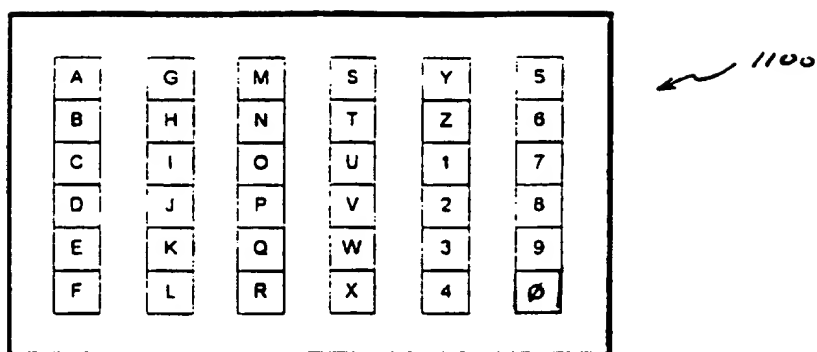 A G M S Y 5
B H N T Z 6
C I O U 1 7
D J P V 2 8
E K Q W 3 9
F L R X 4 Ø
1100